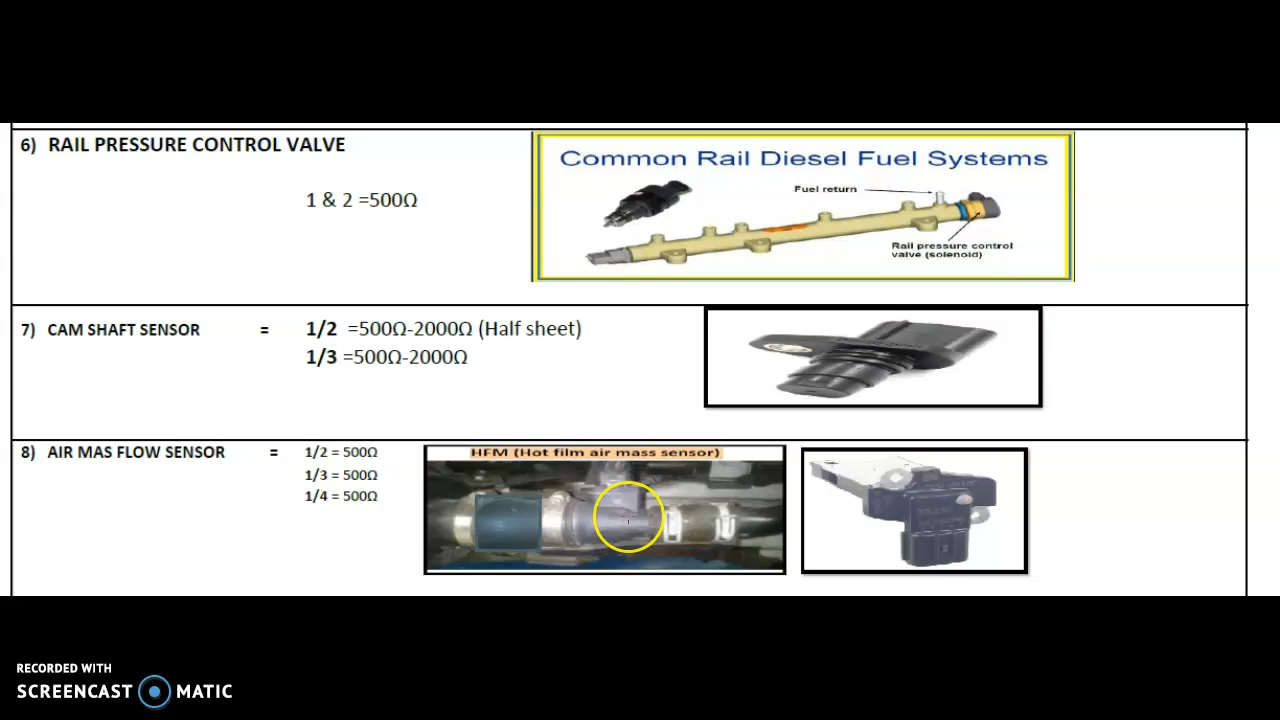 6) RAIL PRESSURE CONTROL VALVE
1 & 2 =500Ω
Common Rail Diesel Fuel Systems
Fuel return
Rail pressure control
valve (solenoid)
7) CAM SHAFT SENSOR = 1/2 =500Ω-2000Ω (Half sheet)
1/3 =500Ω-2000Ω
8) AIR MAS FLOW SENSOR = 1/2 = 500Ω
1/3 = 500Ω
1/4 = 500Ω
HFM (Hot film air mass sensor)
RECORDED WITH
SCREENCAST MATIC